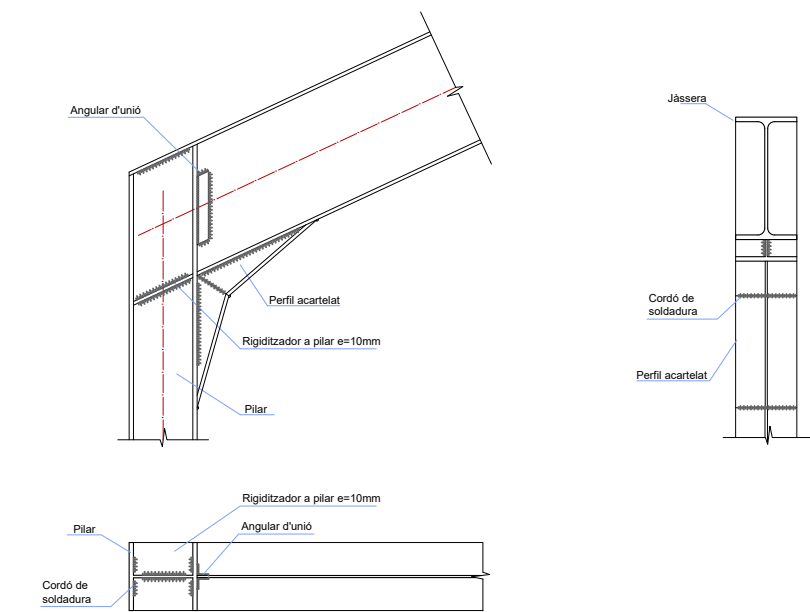 Angular d'unió
Jàssera
Perfil acartelat
Cordó de
soldadura
Rigiditzador a pilar e=10mm
Perfil acartelat
Pilar
Rigiditzador a pilar e=10mm
Pilar
Angular d'unió
Cordó de
soldadura